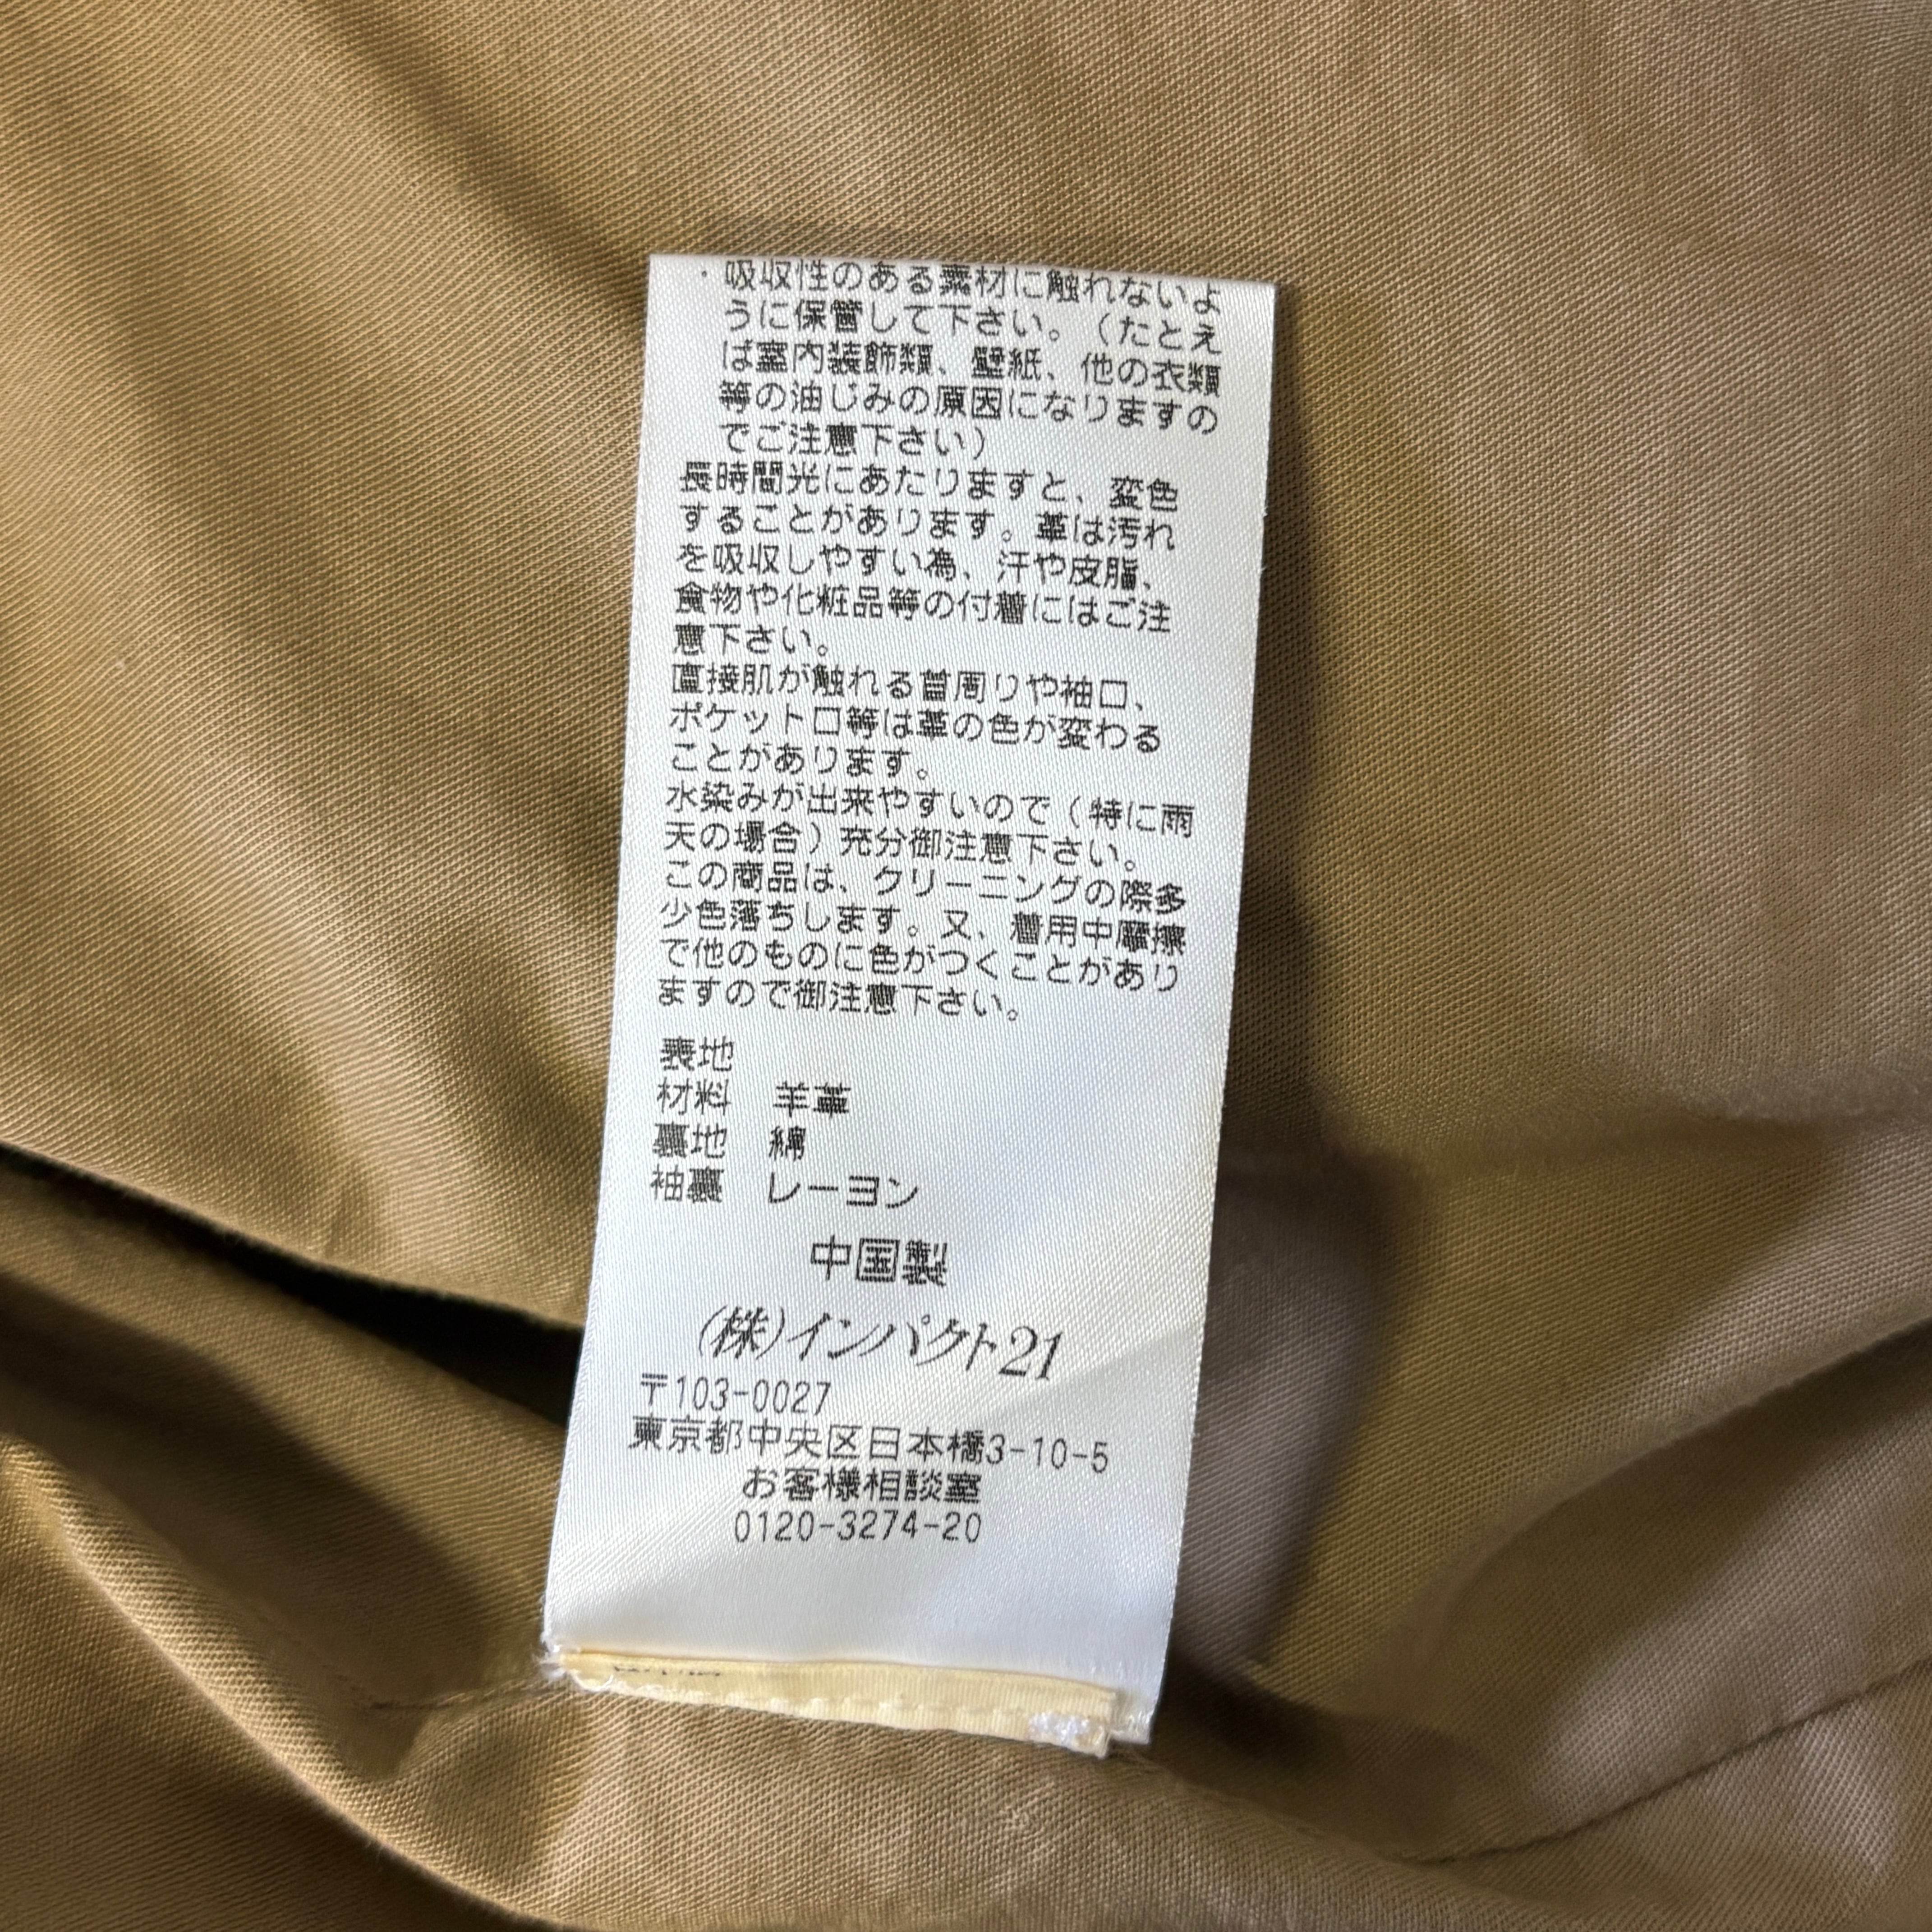 ・吸収性のある素材に触れないよ
うに保管して下さい。（たとえ
ば室内装飾類、壁紙、他の衣類
等の油じみの原因になりますの
でご注意下さい）
長時間光にあたりますと、変色
することがあります。革は汚れ
を吸収しやすい為、汗や皮脂、
食物や化粧品等の付着にはご注
意下さい。
直接肌が触れる首周りや袖口、
ポケット口等は革の色が変わる
ことがあります。
水染みが出来やすいので（特に雨
天の場合）充分御注意下さい。
この商品は、クリーニングの際多
少色落ちします。又、着用中摩擦
で他のものに色がつくことがあり
ますので御注意下さい。
表地
材料 羊革
裏地 綿
袖裏 レーヨン
中国製
(株)インパクト21
〒103-0027
東京都中央区日本橋3-10-5
お客様相談室
0120-3274-20